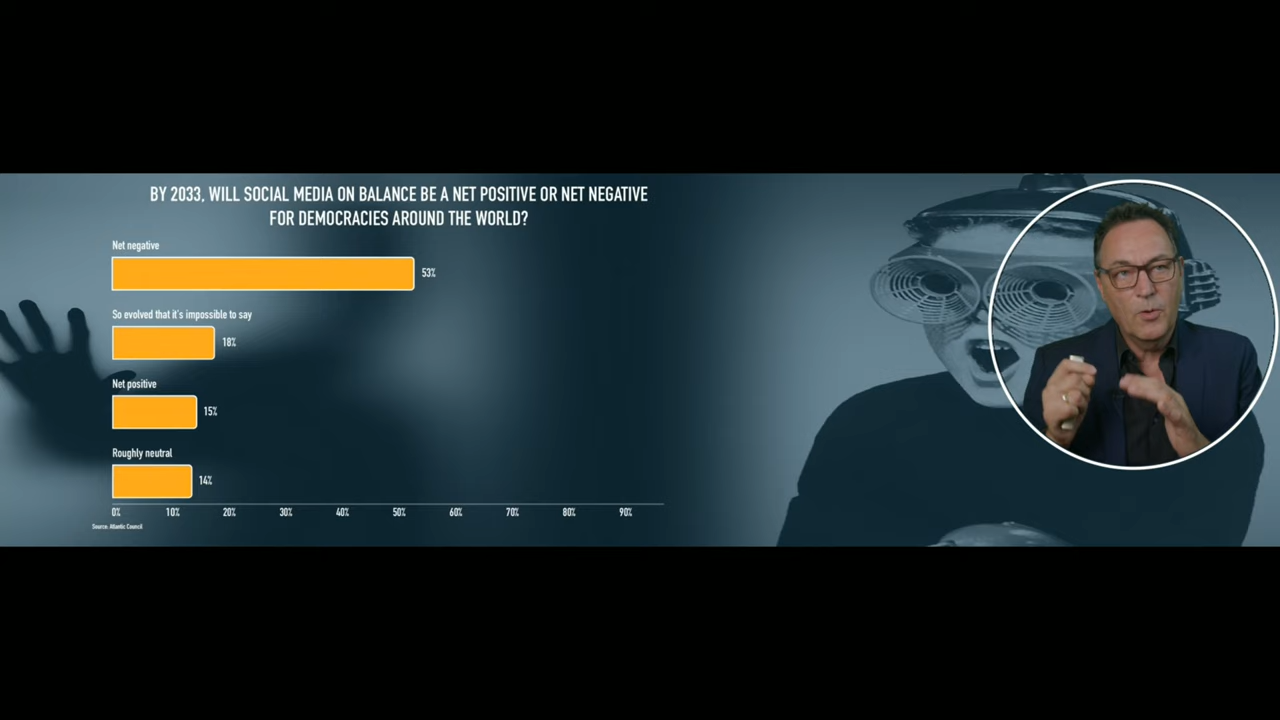 BY 2033, WILL SOCIAL MEDIA ON BALANCE BE A NET POSITIVE OR NET NEGATIVE
FOR DEMOCRACIES AROUND THE WORLD?
Net negative
53%
So evolved that it's impossible to say
18%
Net positive
15%
Roughly neutral
14%
0% 10% 20% 30% 40% 50% 60% 70% 80% 90%
Source: Atlantic Council